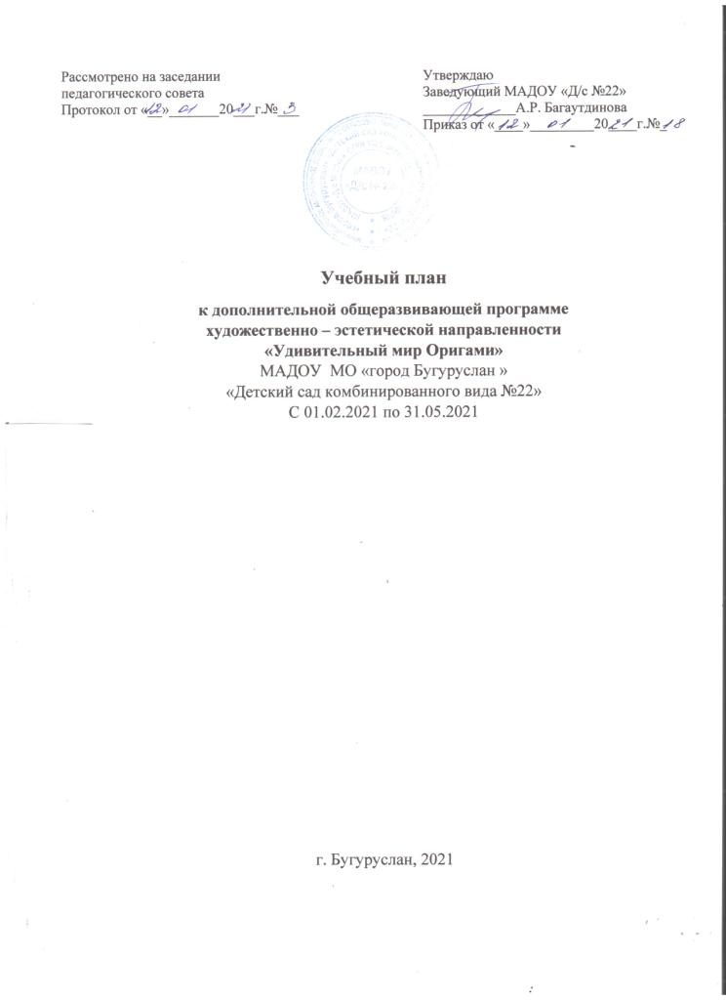 Рассмотрено на заседании
педагогического совета
Протокол от «12» 01 2021 г.№ 3
Утверждаю
Заведующий МАДОУ «Д/с №22»
А.Р. Багаутдинова
Приказ от «12» 01 2021 г.№ 18
Учебный план
к дополнительной общеразвивающей программе
художественно – эстетической направленности
«Удивительный мир Оригами»
МАДОУ МО «город Бугуруслан »
«Детский сад комбинированного вида №22»
С 01.02.2021 по 31.05.2021
г. Бугуруслан, 2021